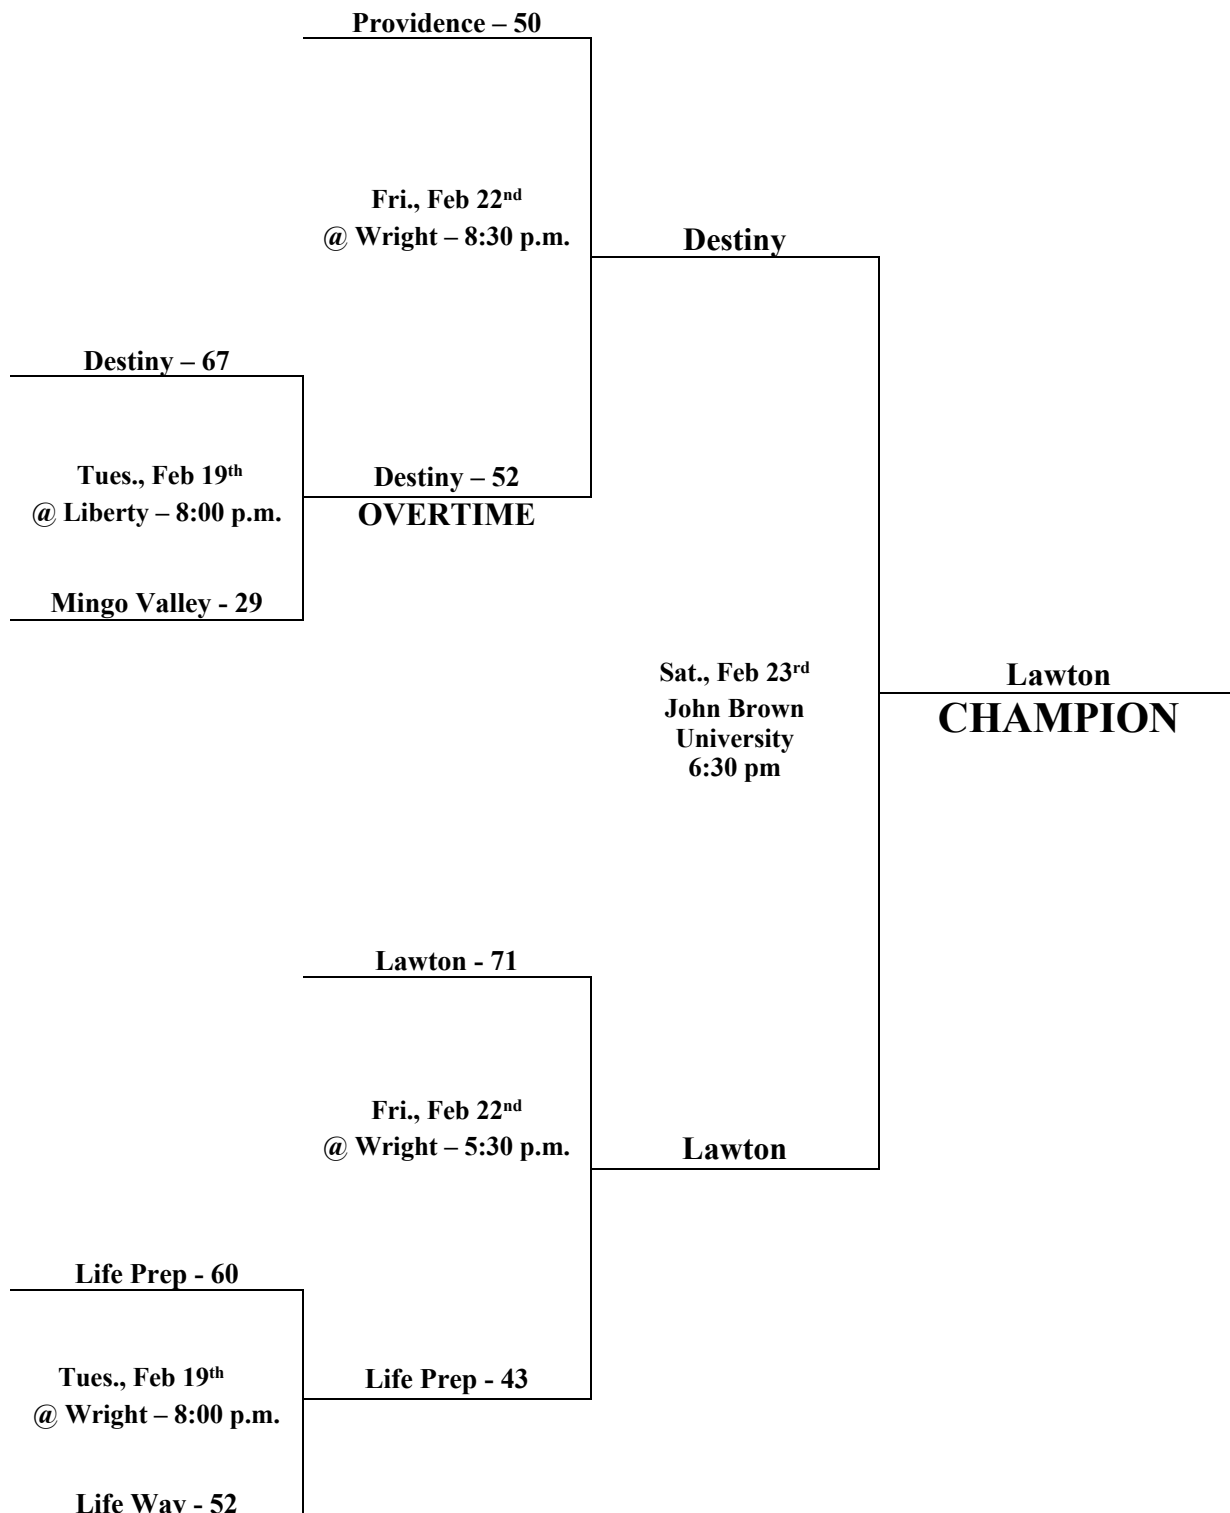 Providence – 50
Fri., Feb 22nd
@ Wright – 8:30 p.m.
Destiny
Destiny – 67
Tues., Feb 19th
@ Liberty – 8:00 p.m.
Destiny – 52
OVERTIME
Mingo Valley - 29
Sat., Feb 23rd
John Brown
University
6:30 pm
Lawton
CHAMPION
Lawton - 71
Fri., Feb 22nd
@ Wright – 5:30 p.m.
Lawton
Life Prep - 60
Tues., Feb 19th
@ Wright – 8:00 p.m.
Life Prep - 43
Life Way - 52